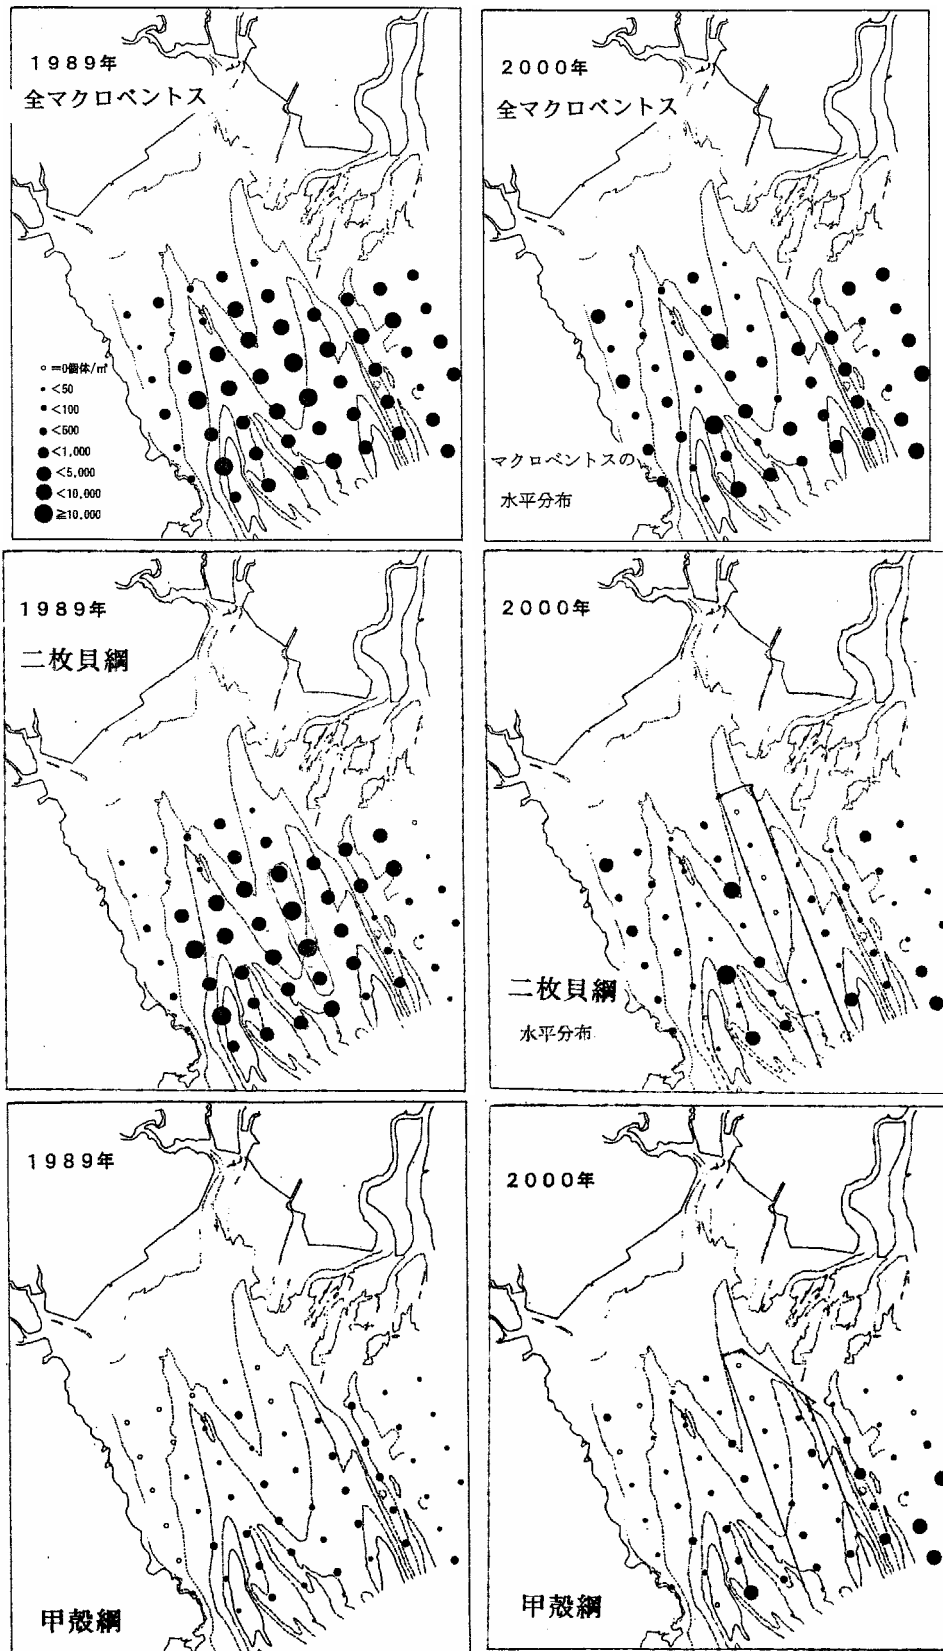 1989年
全マクロベントス
○ =0個体/㎡
• <50
• <100
● <500
● <1,000
● <5,000
● <10,000
● ≧10,000
2000年
全マクロベントス
マクロベントスの
水平分布
1989年
二枚貝綱
2000年
二枚貝綱
水平分布
1989年
甲殻綱
2000年
甲殻綱